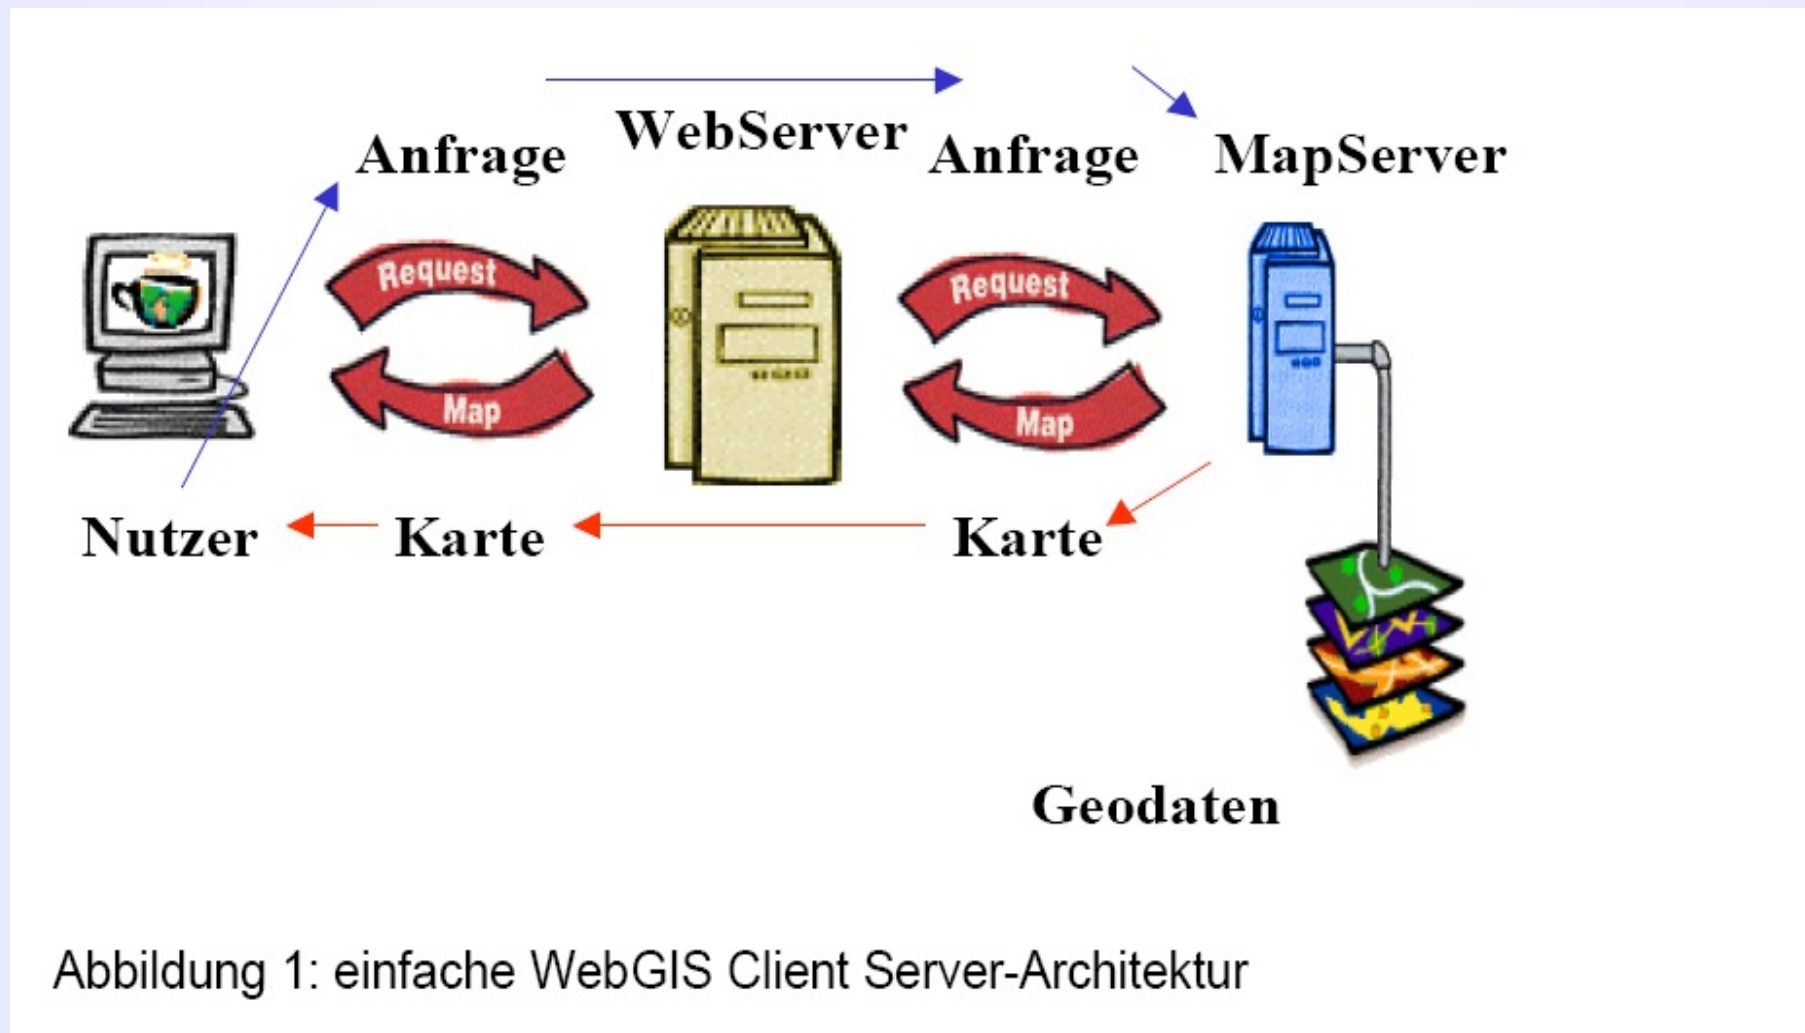 Anfrage
WebServer
Anfrage
MapServer
Request
Request
Map
Map
Nutzer
Karte
Karte
Geodaten
Abbildung 1: einfache WebGIS Client Server-Architektur